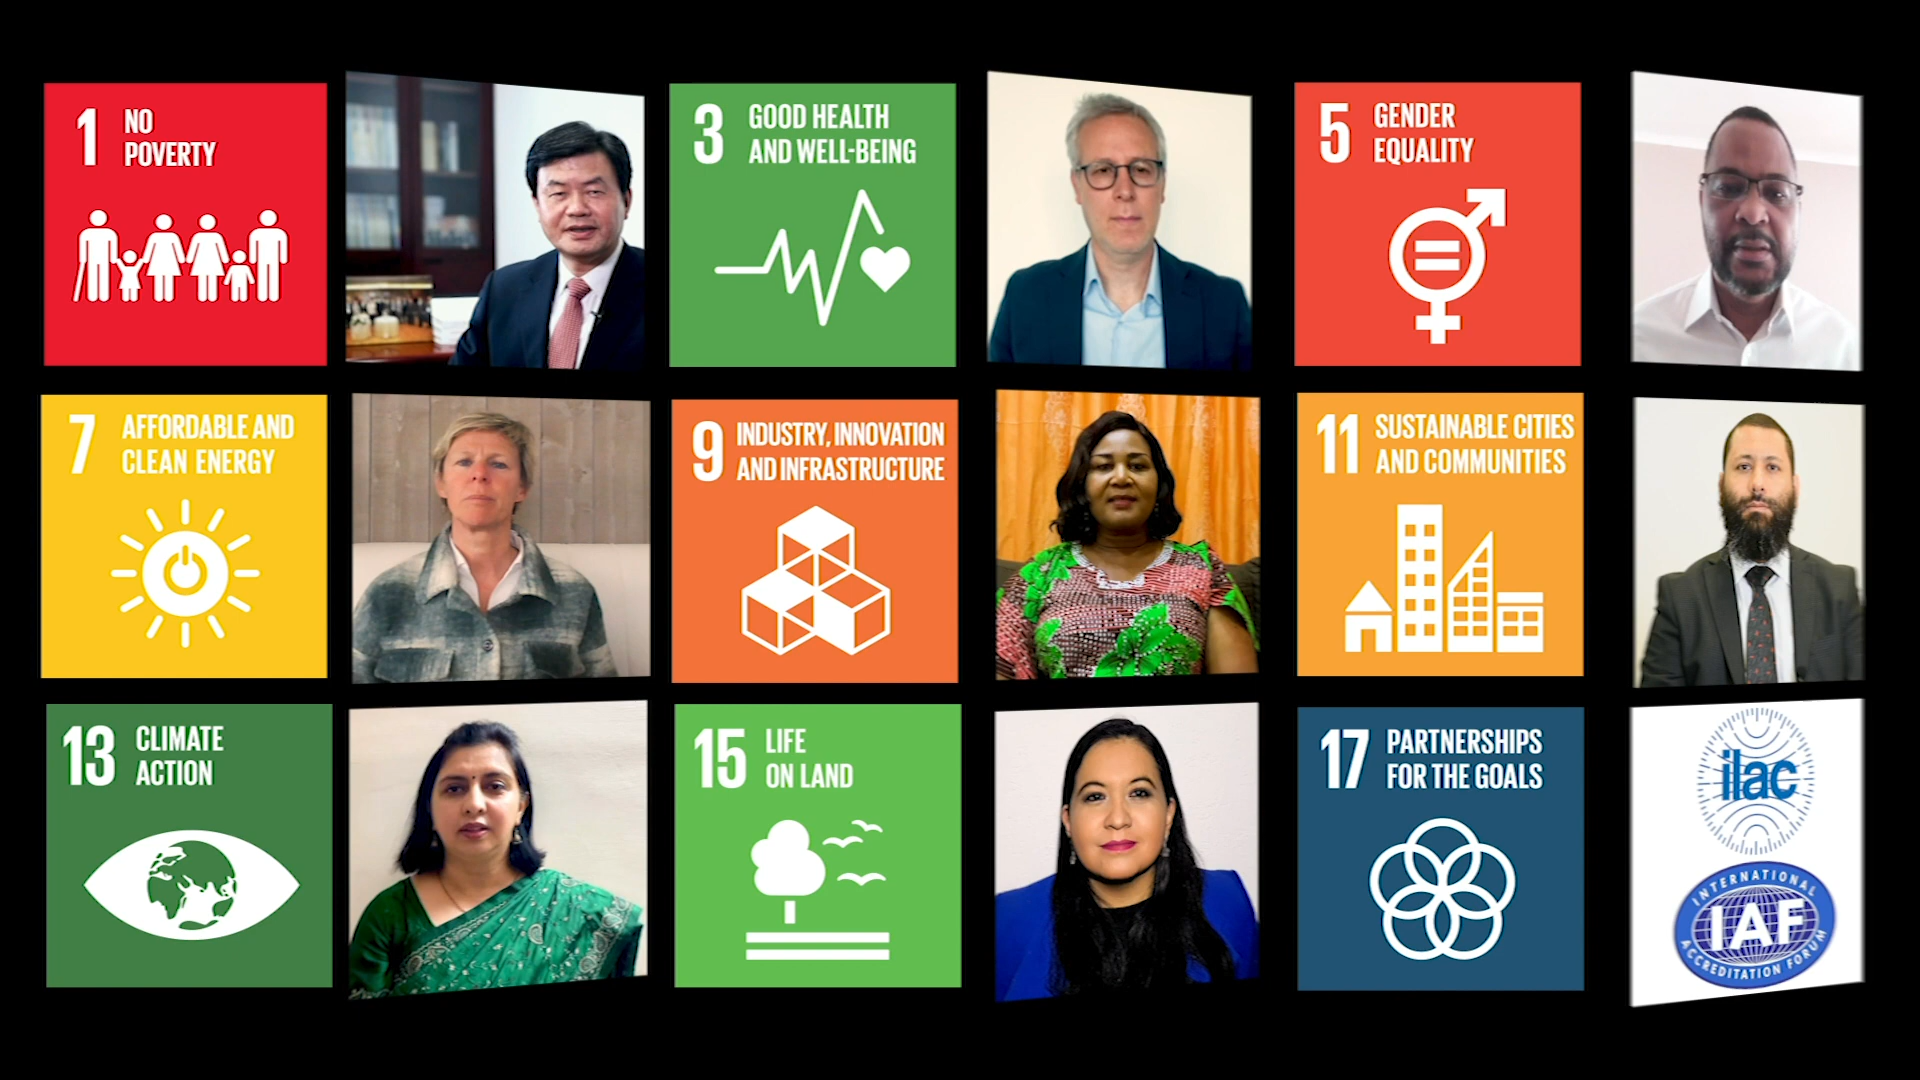 1 NO
POVERTY
3 GOOD HEALTH
AND WELL-BEING
5 GENDER
EQUALITY
7 AFFORDABLE AND
CLEAN ENERGY
9 INDUSTRY, INNOVATION
AND INFRASTRUCTURE
11 SUSTAINABLE CITIES
AND COMMUNITIES
13 CLIMATE
ACTION
15 LIFE
ON LAND
17 PARTNERSHIPS
FOR THE GOALS
ilac
INTERNATIONAL
IAF
ACCREDITATION FORUM